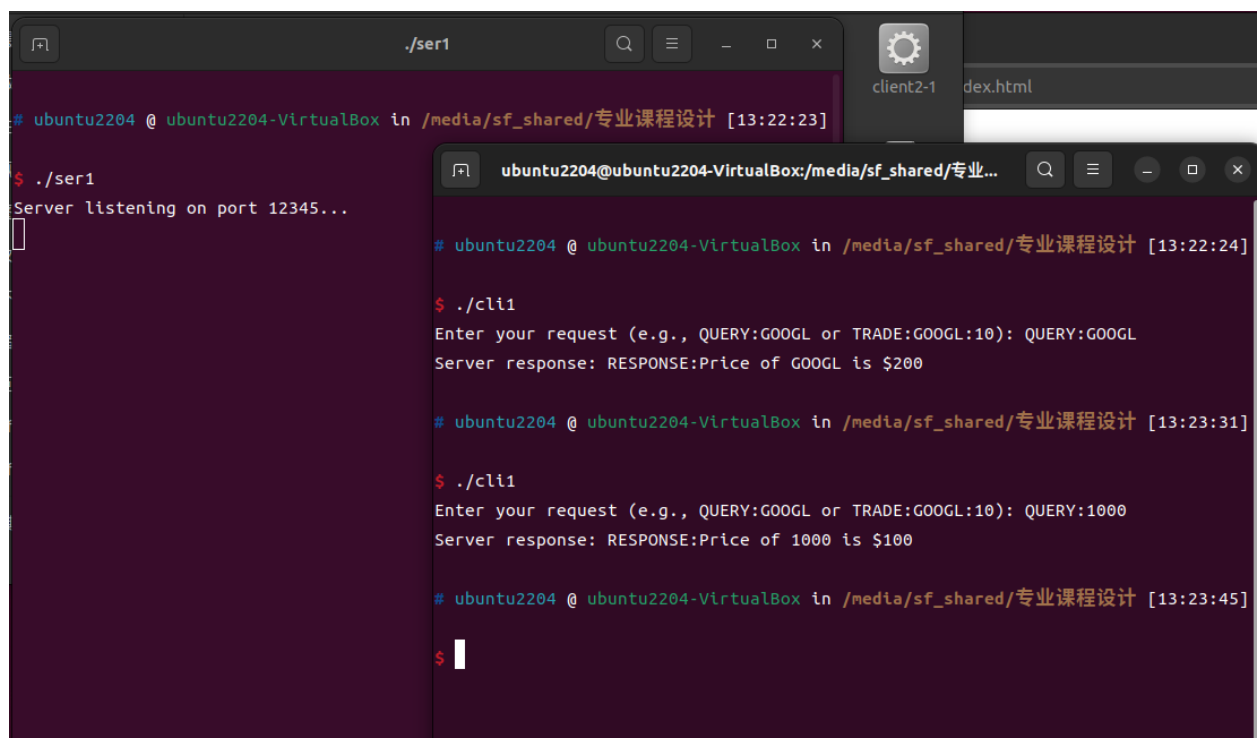 ./ser1
# ubuntu2204 @ ubuntu2204-VirtualBox in /media/sf_shared/专业课程设计 [13:22:23]
$ ./ser1
Server listening on port 12345...
client2-1
dex.html
ubuntu2204@ubuntu2204-VirtualBox:/media/sf_shared/专业...
# ubuntu2204 @ ubuntu2204-VirtualBox in /media/sf_shared/专业课程设计 [13:22:24]
$ ./cli1
Enter your request (e.g., QUERY:GOOGL or TRADE:GOOGL:10): QUERY:GOOGL
Server response: RESPONSE:Price of GOOGL is $200
# ubuntu2204 @ ubuntu2204-VirtualBox in /media/sf_shared/专业课程设计 [13:23:31]
$ ./cli1
Enter your request (e.g., QUERY:GOOGL or TRADE:GOOGL:10): QUERY:1000
Server response: RESPONSE:Price of 1000 is $100
# ubuntu2204 @ ubuntu2204-VirtualBox in /media/sf_shared/专业课程设计 [13:23:45]
$